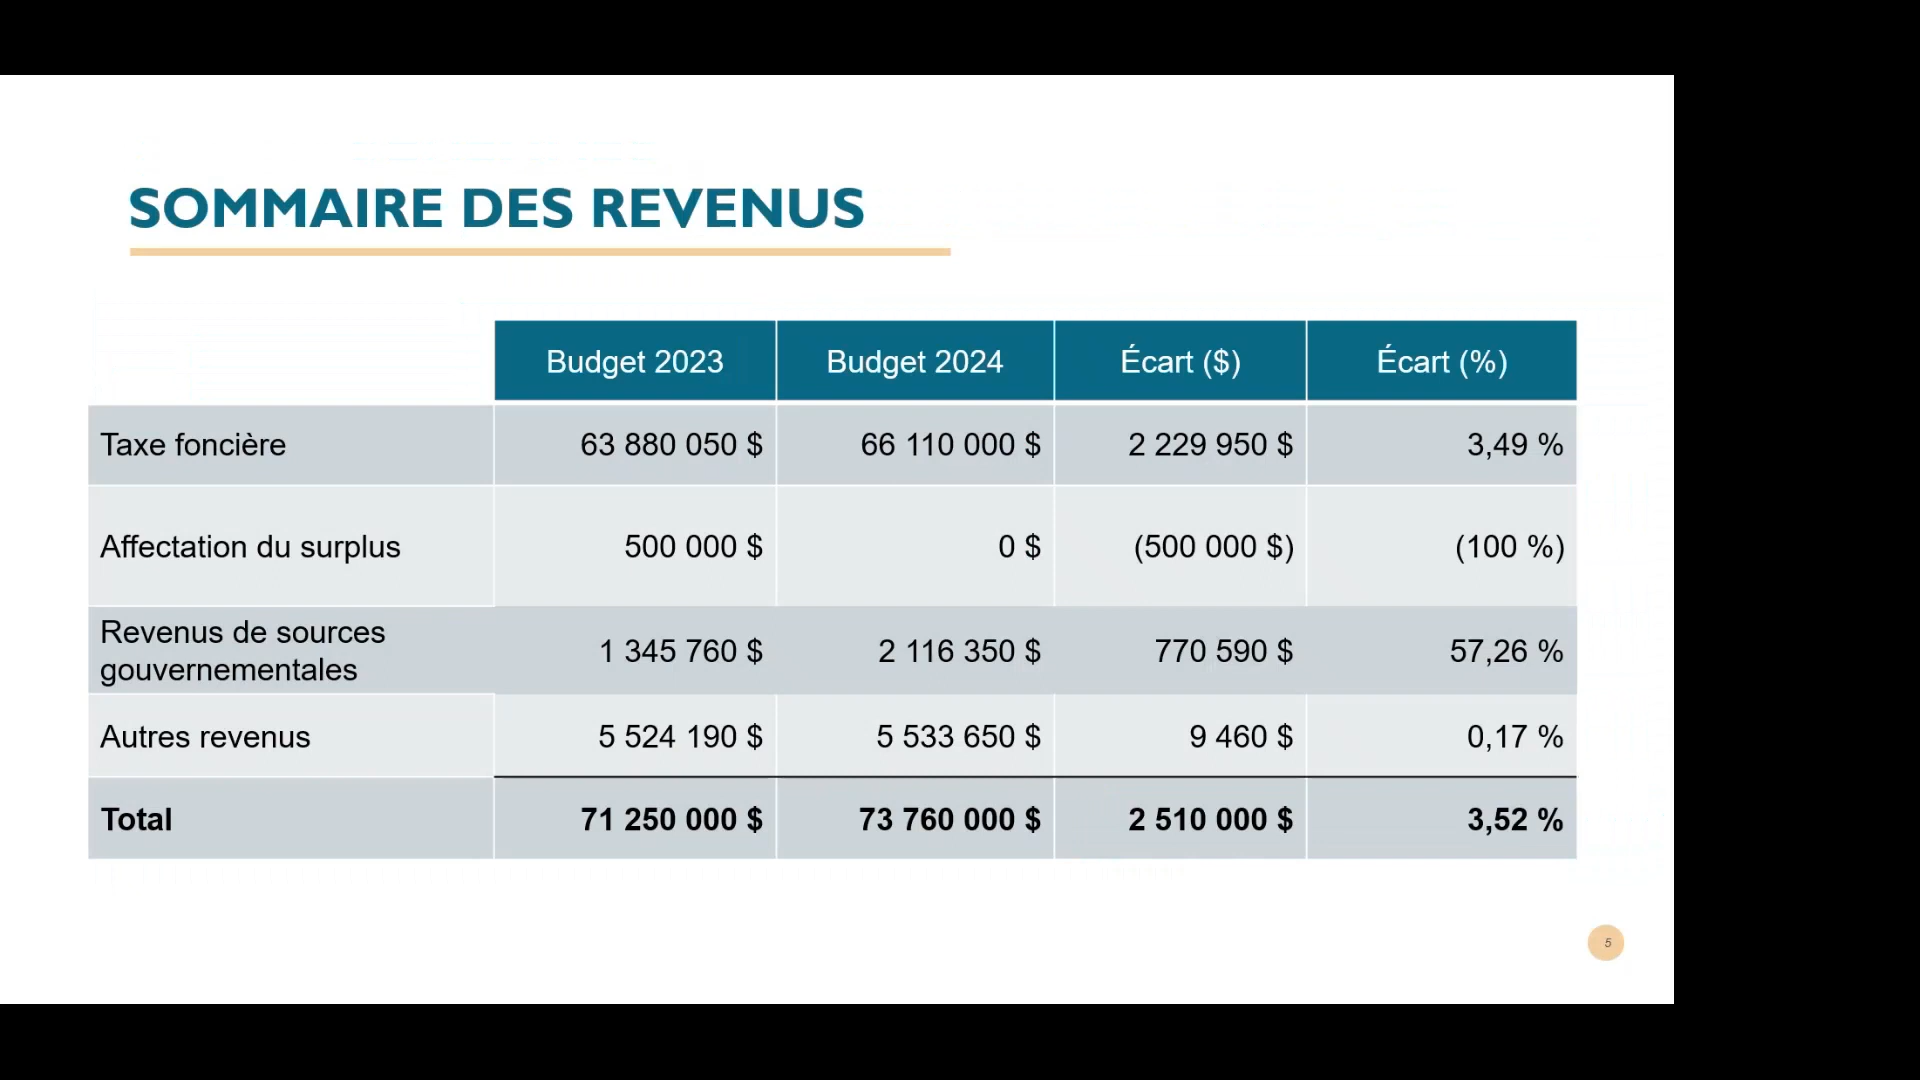 SOMMAIRE DES REVENUS
Budget 2023 Budget 2024 Écart ($) Écart (%)
Taxe foncière 63 880 050 $ 66 110 000 $ 2 229 950 $ 3,49 %
Affectation du surplus 500 000 $ 0 $ (500 000 $) (100 %)
Revenus de sources
gouvernementales 1 345 760 $ 2 116 350 $ 770 590 $ 57,26 %
Autres revenus 5 524 190 $ 5 533 650 $ 9 460 $ 0,17 %
Total 71 250 000 $ 73 760 000 $ 2 510 000 $ 3,52 %
5